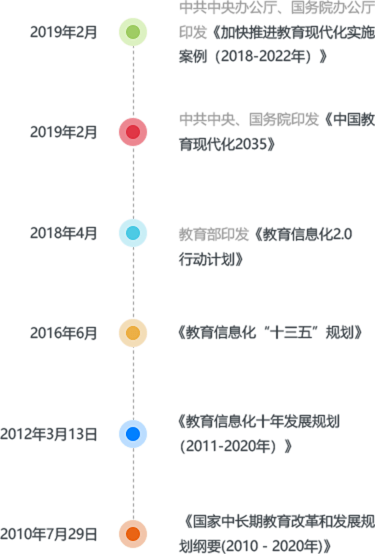 中共中央办公厅、国务院办公厅
2019年2月
印发《加快推进教育现代化实施
案例（2018-2022年）》
中共中央、国务院印发《中国教
2019年2月
育现代化2035》
2018年4月
教育部印发《教育信息化2.0
行动计划》
2016年6月
《教育信息化“十三五”规划》
《教育信息化十年发展规划
2012年3月13日
（2011-2020年）》
《国家中长期教育改革和发展规
2010年7月29日
划纲要(2010 - 2020年)》